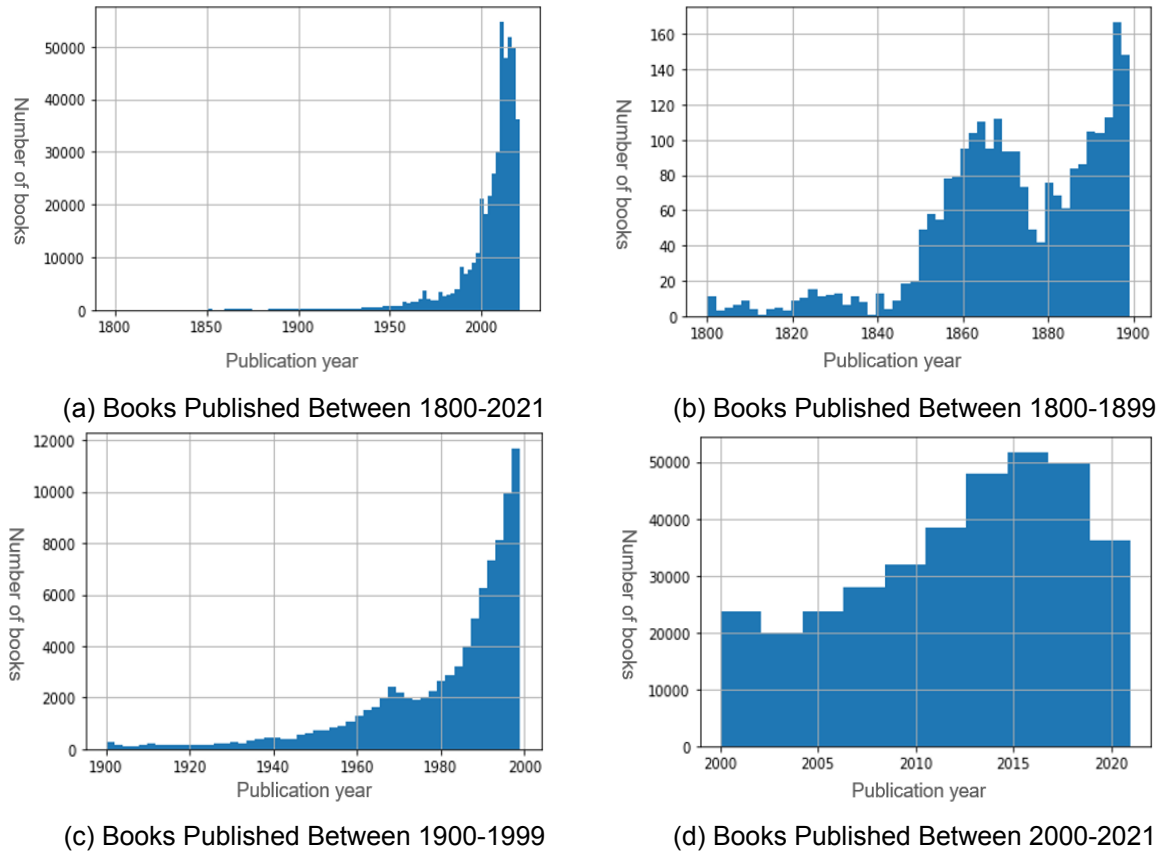 50000
40000
30000
20000
10000
0
Number of books
1800 1850 1900 1950 2000
Publication year
(a) Books Published Between 1800-2021
160
140
120
100
80
60
40
20
0
Number of books
1800 1820 1840 1860 1880 1900
Publication year
(b) Books Published Between 1800-1899
12000
10000
8000
6000
4000
2000
0
Number of books
1900 1920 1940 1960 1980 2000
Publication year
(c) Books Published Between 1900-1999
50000
40000
30000
20000
10000
0
Number of books
2000 2005 2010 2015 2020
Publication year
(d) Books Published Between 2000-2021